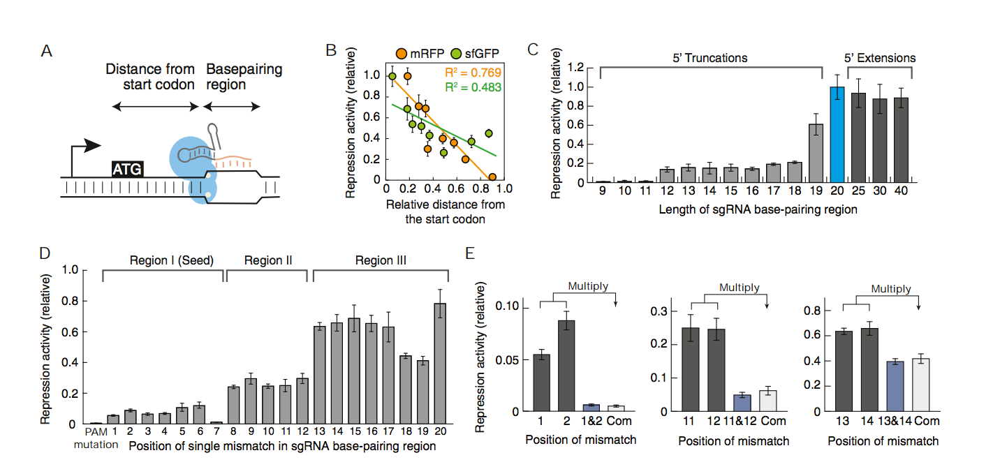 A
Distance from
start codon
Basepairing
region
ATG
B
mRFP sfGFP
R² = 0.769
R² = 0.483
Repression activity (relative)
1.0
0.8
0.6
0.4
0.2
0
0 0.2 0.4 0.6 0.8 1.0
Relative distance from
the start codon
C
5’ Truncations 5’ Extensions
Repression activity (relative)
1.2
1.0
0.8
0.6
0.4
0.2
0
9 10 11 12 13 14 15 16 17 18 19 20 25 30 40
Length of sgRNA base-pairing region
D
Region I (Seed) Region II Region III
Repression activity (relative)
1.0
0.8
0.6
0.4
0.2
0
PAM
mutation
1 2 3 4 5 6 7 8 9 10 11 12 13 14 15 16 17 18 19 20
Position of single mismatch in sgRNA base-pairing region
E
Repression activity (relative)
Multiply
0.10
0.05
0
1 2 1&2 Com
Position of mismatch
Multiply
0.3
0.2
0.1
0
11 12 11&12 Com
Position of mismatch
Multiply
0.8
0.6
0.4
0.2
0
13 14 13&14 Com
Position of mismatch